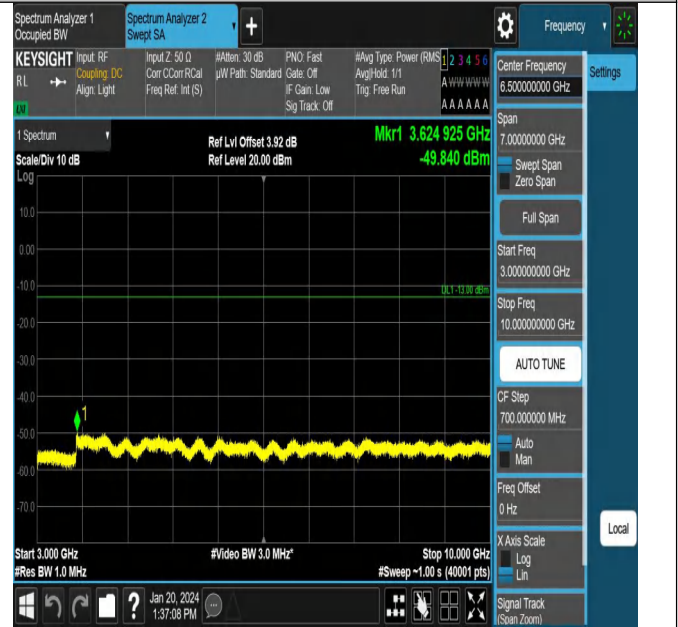 Spectrum Analyzer 1
Occupied BW
Spectrum Analyzer 2
Swept SA
+
Frequency
KEYSIGHT
RL
LXI
Input: RF
Coupling: DC
Align: Light
Input Z: 50 Ω
Corr CCorr RCal
Freq Ref: Int (S)
#Atten: 30 dB
µW Path: Standard
PNO: Fast
Gate: Off
IF Gain: Low
Sig Track: Off
#Avg Type: Power (RMS
Avg|Hold: 1/1
Trig: Free Run
1 2 3 4 5 6
A W W W W W
A A A A A A
1 Spectrum
Scale/Div 10 dB
Log
Ref Lvl Offset 3.92 dB
Ref Level 20.00 dBm
Mkr1 3.624 925 GHz
-49.840 dBm
10.0
0.00
-10.0
-20.0
-30.0
-40.0
-50.0
-60.0
-70.0
DL1 -13.00 dBm
1
Start 3.000 GHz
#Res BW 1.0 MHz
#Video BW 3.0 MHz*
Stop 10.000 GHz
#Sweep ~1.00 s (40001 pts)
Center Frequency
6.500000000 GHz
Settings
Span
7.00000000 GHz
Swept Span
Zero Span
Full Span
Start Freq
3.000000000 GHz
Stop Freq
10.000000000 GHz
AUTO TUNE
CF Step
700.000000 MHz
Auto
Man
Freq Offset
0 Hz
X Axis Scale
Log
Lin
Local
Signal Track
(Span Zoom)
?
Jan 20, 2024
1:37:08 PM